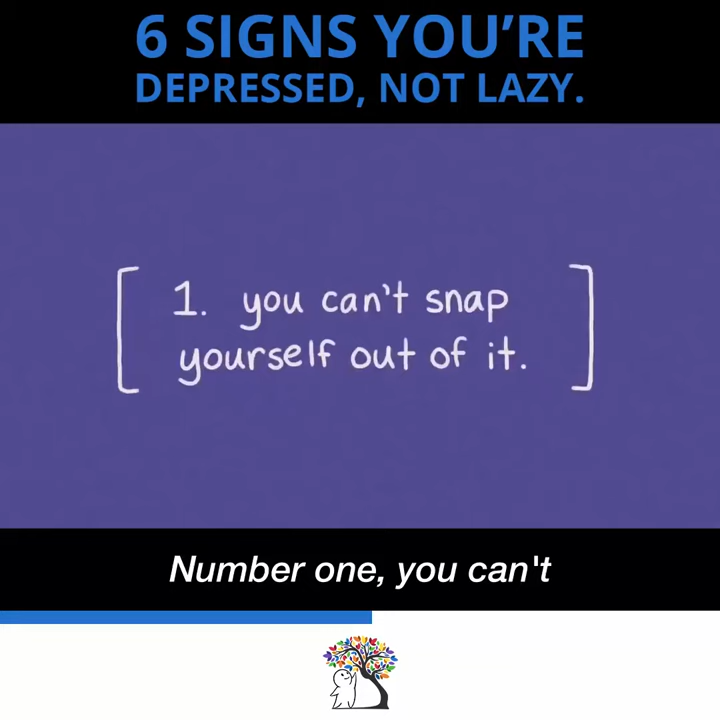 6 SIGNS YOU’RE
DEPRESSED, NOT LAZY.
[ 1. you can't snap
yourself out of it. ]
Number one, you can't